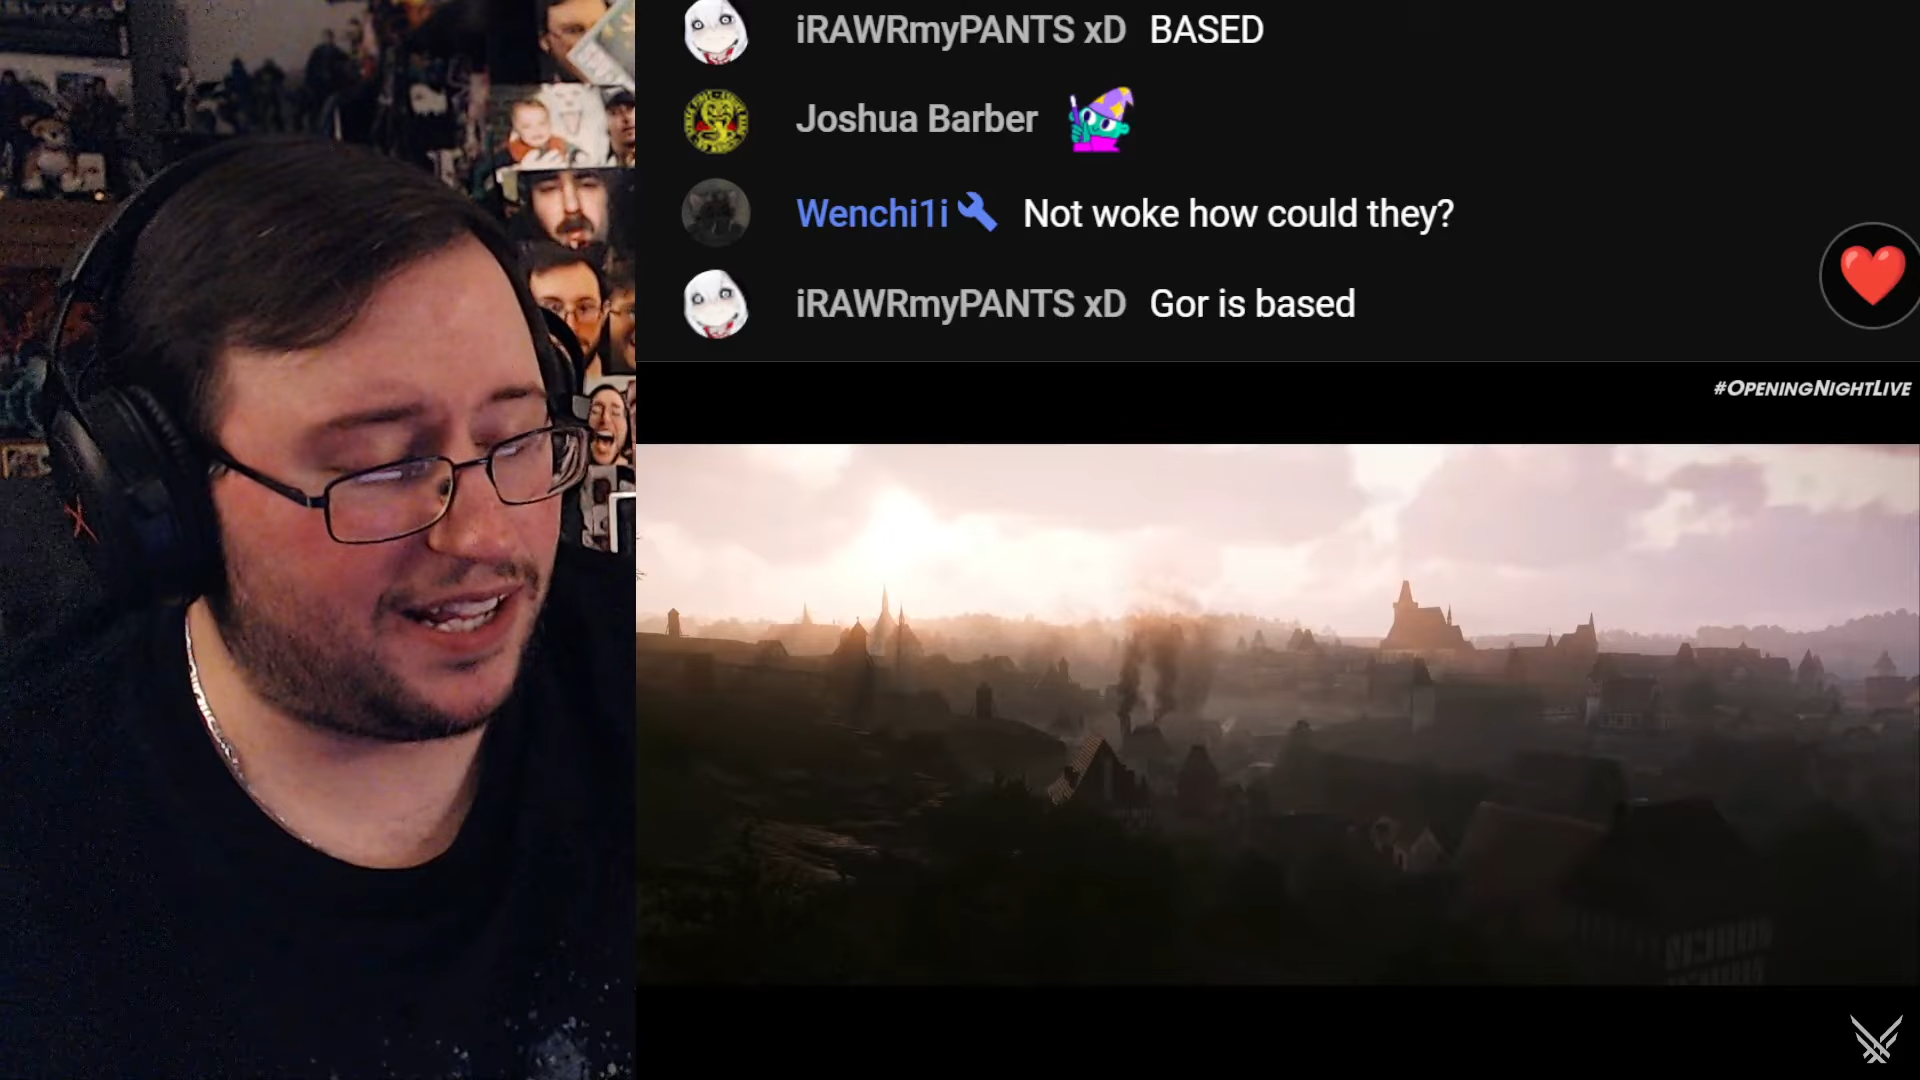 iRAWRmyPANTS xD BASED
Joshua Barber
Wenchi1i Not woke how could they?
iRAWRmyPANTS xD Gor is based
#OPENINGNIGHTLIVE